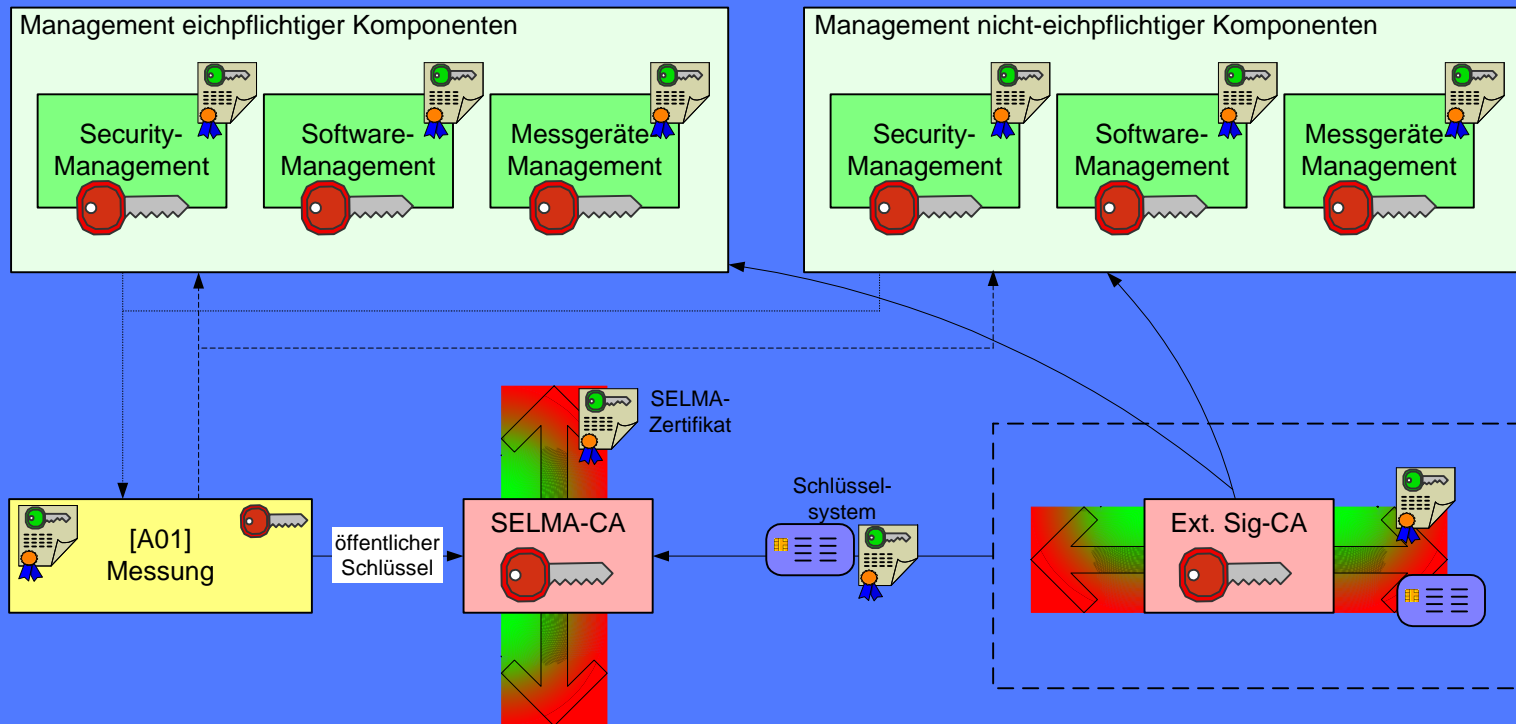 Management eichpflichtiger Komponenten
Security-
Management
Software-
Management
Messgeräte
Management
Management nicht-eichpflichtiger Komponenten
Security-
Management
Software-
Management
Messgeräte
Management
SELMA-
Zertifikat
[A01]
Messung
öffentlicher
Schlüssel
SELMA-CA
Schlüssel-
system
Ext. Sig-CA